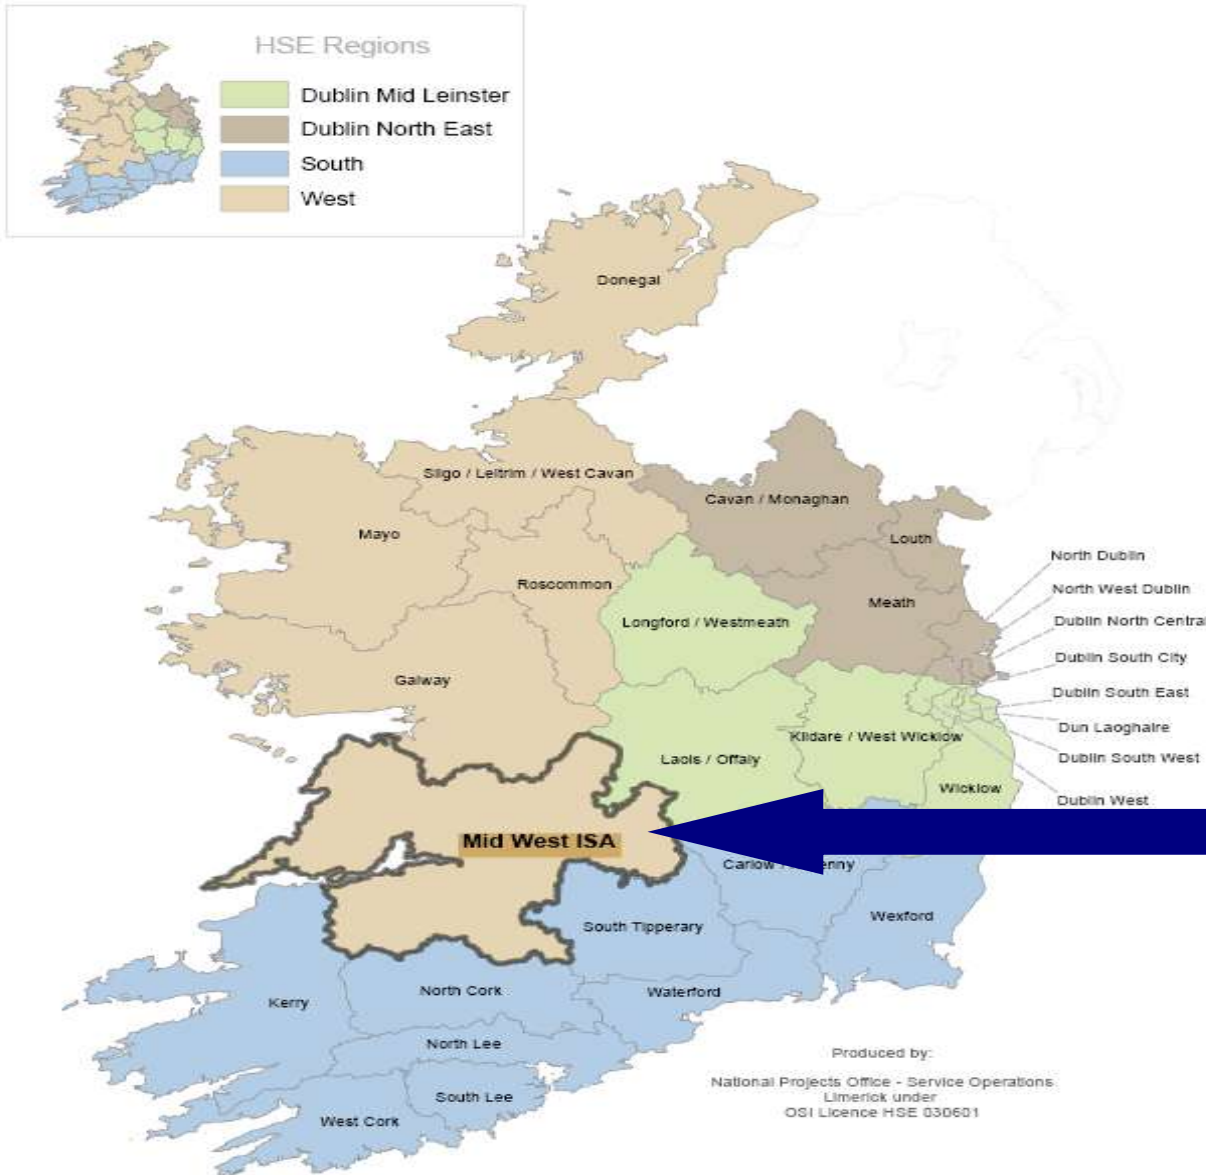 HSE Regions
Dublin Mid Leinster
Dublin North East
South
West
Donegal
Sligo / Leitrim / West Cavan
Cavan / Monaghan
Mayo
Louth
North Dublin
Roscommon
North West Dublin
Meath
Longford / Westmeath
Dublin North Central
Dublin South City
Galway
Dublin South East
Dun Laoghaire
Kildare / West Wicklow
Laois / Offaly
Dublin South West
Wicklow
Dublin West
Mid West ISA
Carlow / enny
Wexford
South Tipperary
North Cork
Waterford
Kerry
North Lee
Produced by:
National Projects Office - Service Operations
Limerick under
OSI Licence HSE 030601
South Lee
West Cork